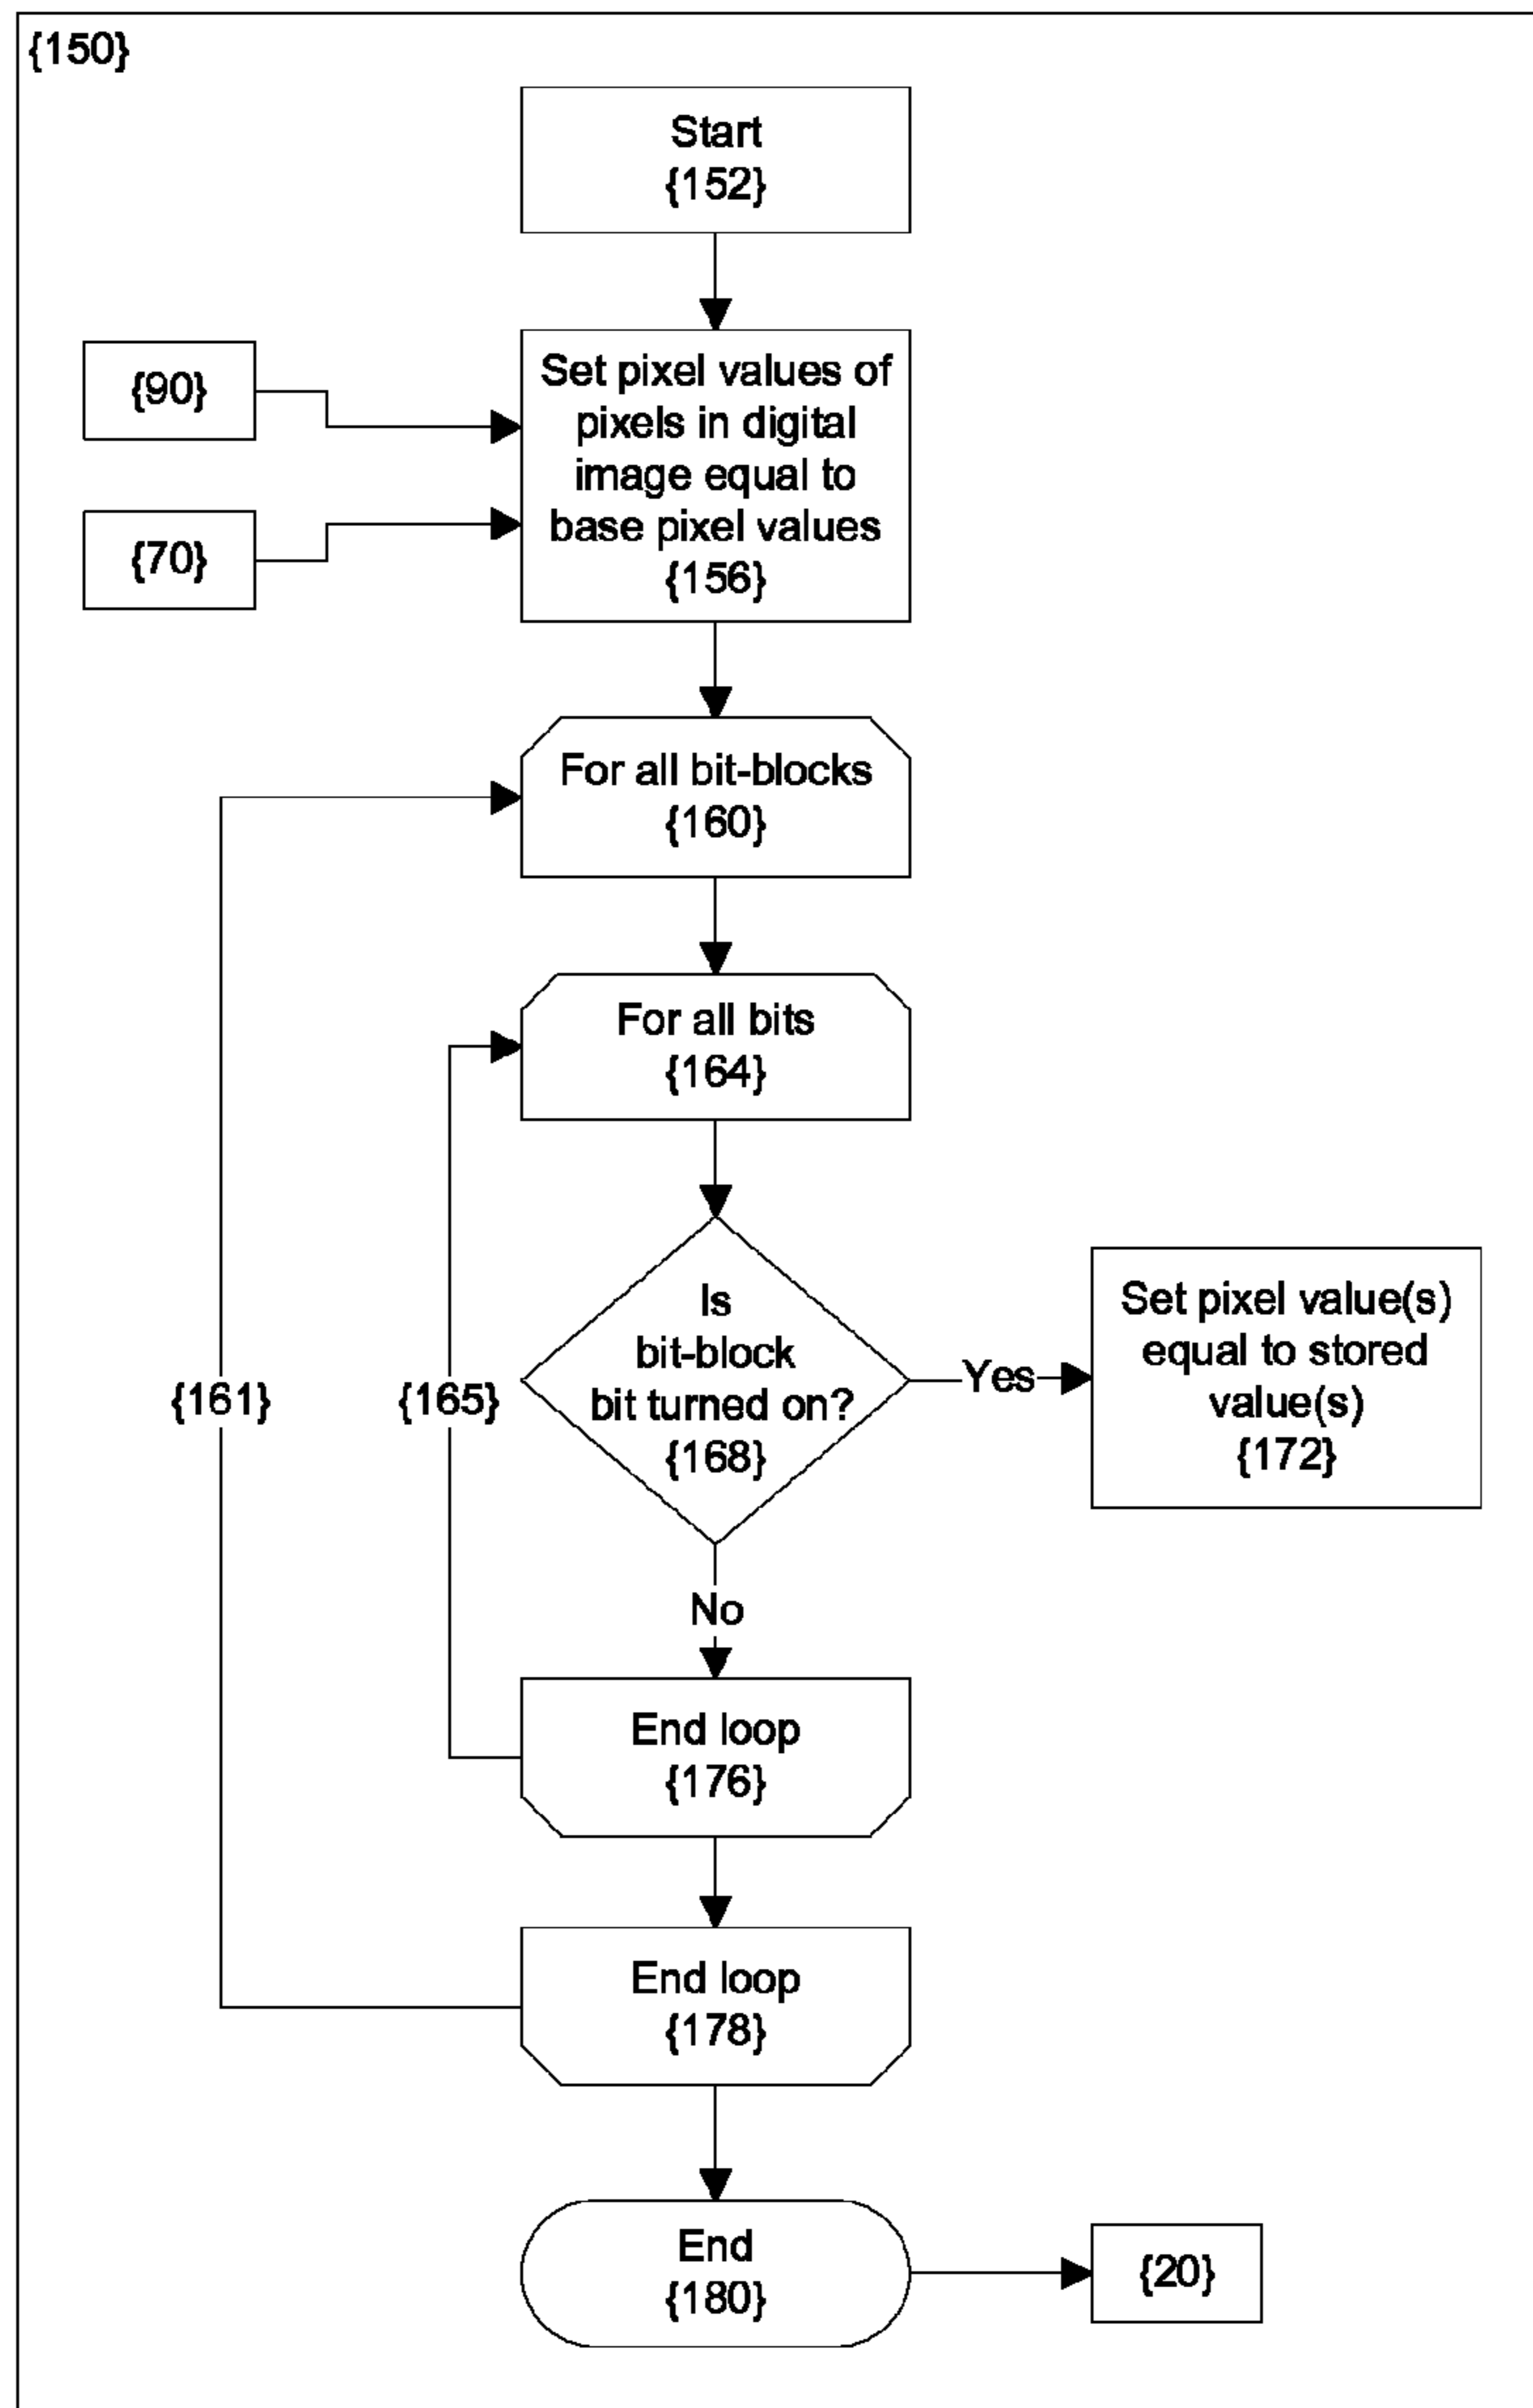 {150}
Start
{152}
{90}
{70}
Set pixel values of
pixels in digital
image equal to
base pixel values
{156}
For all bit-blocks
{160}
For all bits
{164}
{161}
{165}
Is
bit-block
bit turned on?
{168}
Yes
Set pixel value(s)
equal to stored
value(s)
{172}
No
End loop
{176}
End loop
{178}
End
{180}
{20}